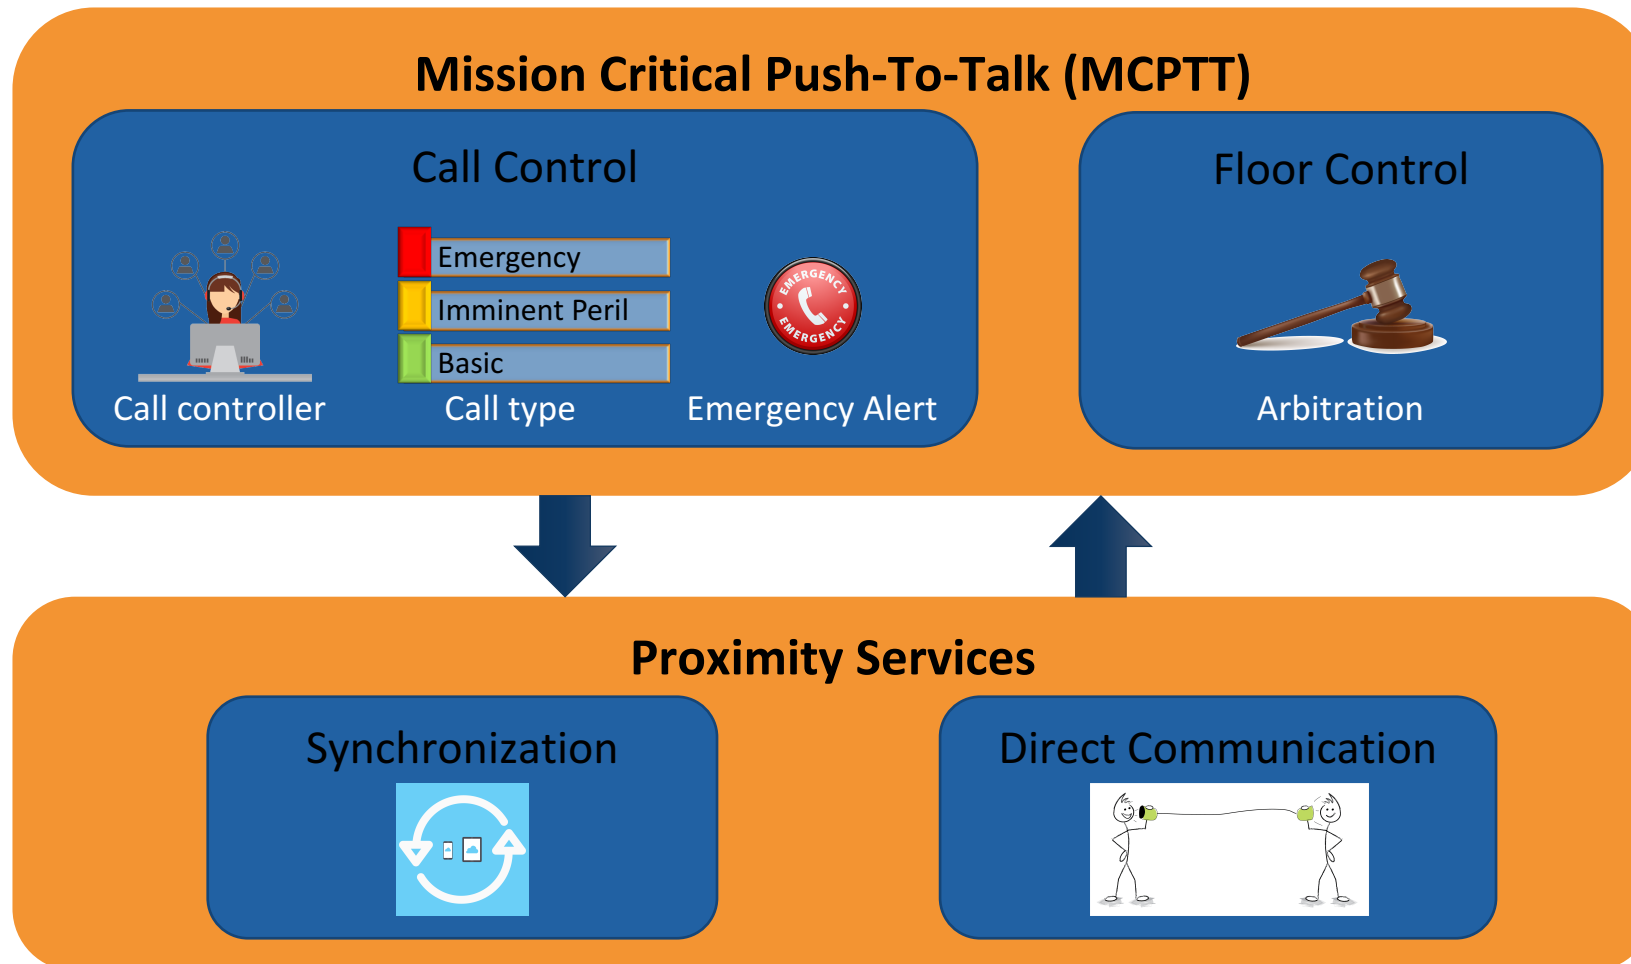 Mission Critical Push-To-Talk (MCPTT)
Call Control
Emergency
Imminent Peril
Basic
EMERGENCY
EMERGENCY
Call controller
Call type
Emergency Alert
Floor Control
Arbitration
Proximity Services
Synchronization
Direct Communication